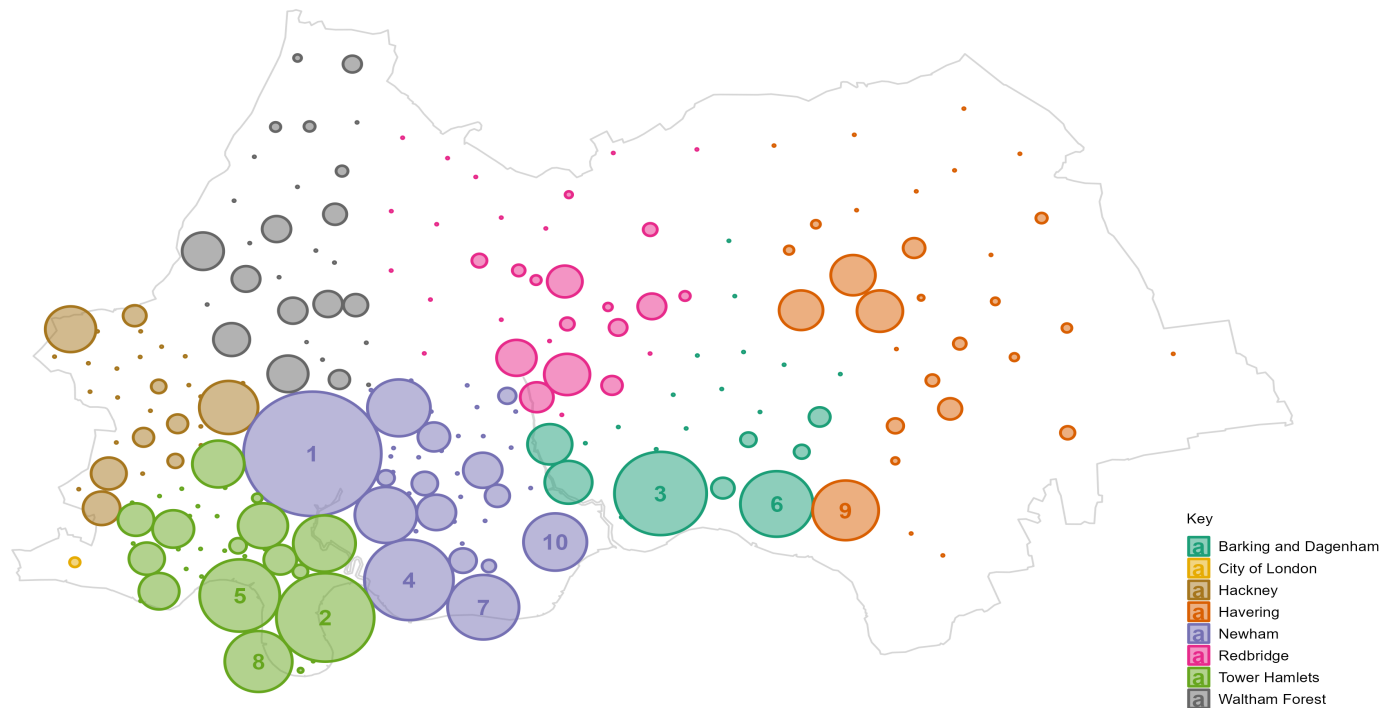 1
3
6
9
10
4
5
7
2
8
Key
a Barking and Dagenham
a City of London
a Hackney
a Havering
a Newham
a Redbridge
a Tower Hamlets
a Waltham Forest